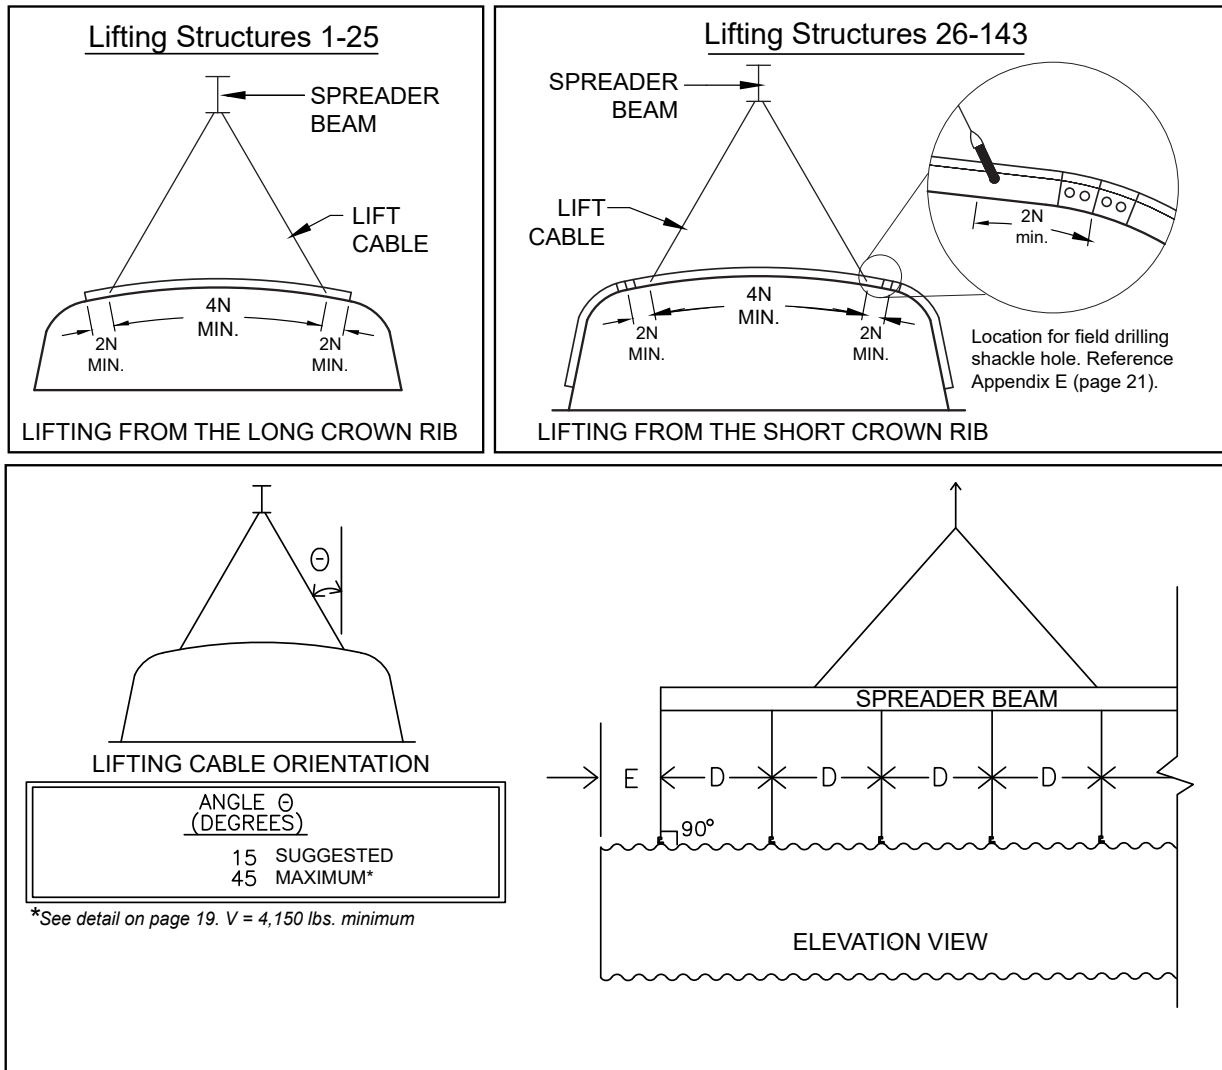 Lifting Structures 1-25
SPREADER
BEAM
LIFT
CABLE
4N
MIN.
2N
MIN.
2N
MIN.
LIFTING FROM THE LONG CROWN RIB
Lifting Structures 26-143
SPREADER
BEAM
LIFT
CABLE
4N
MIN.
2N
MIN.
2N
MIN.
2N
min.
Location for field drilling
shackle hole. Reference
Appendix E (page 21).
LIFTING FROM THE SHORT CROWN RIB
Θ
LIFTING CABLE ORIENTATION
ANGLE Θ
(DEGREES)
15 SUGGESTED
45 MAXIMUM*
*See detail on page 19. V = 4,150 lbs. minimum
SPREADER BEAM
E D D D D
90°
ELEVATION VIEW